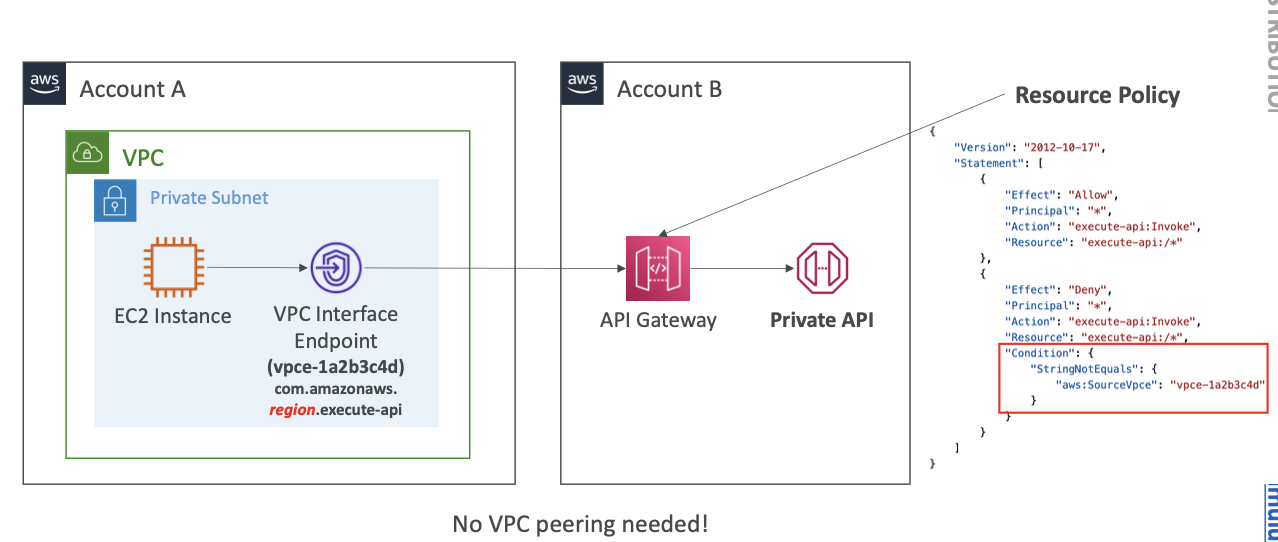 aws
Account A
VPC
Private Subnet
EC2 Instance
VPC Interface
Endpoint
(vpce-1a2b3c4d)
com.amazonaws.
region.execute-api
aws
Account B
API Gateway
Private API
Resource Policy
{
"Version": "2012-10-17",
"Statement": [
{
"Effect": "Allow",
"Principal": "*",
"Action": "execute-api:Invoke",
"Resource": "execute-api:/*"
},
{
"Effect": "Deny",
"Principal": "*",
"Action": "execute-api:Invoke",
"Resource": "execute-api:/*",
"Condition": {
"StringNotEquals": {
"aws:SourceVpce": "vpce-1a2b3c4d"
}
}
}
]
}
No VPC peering needed!